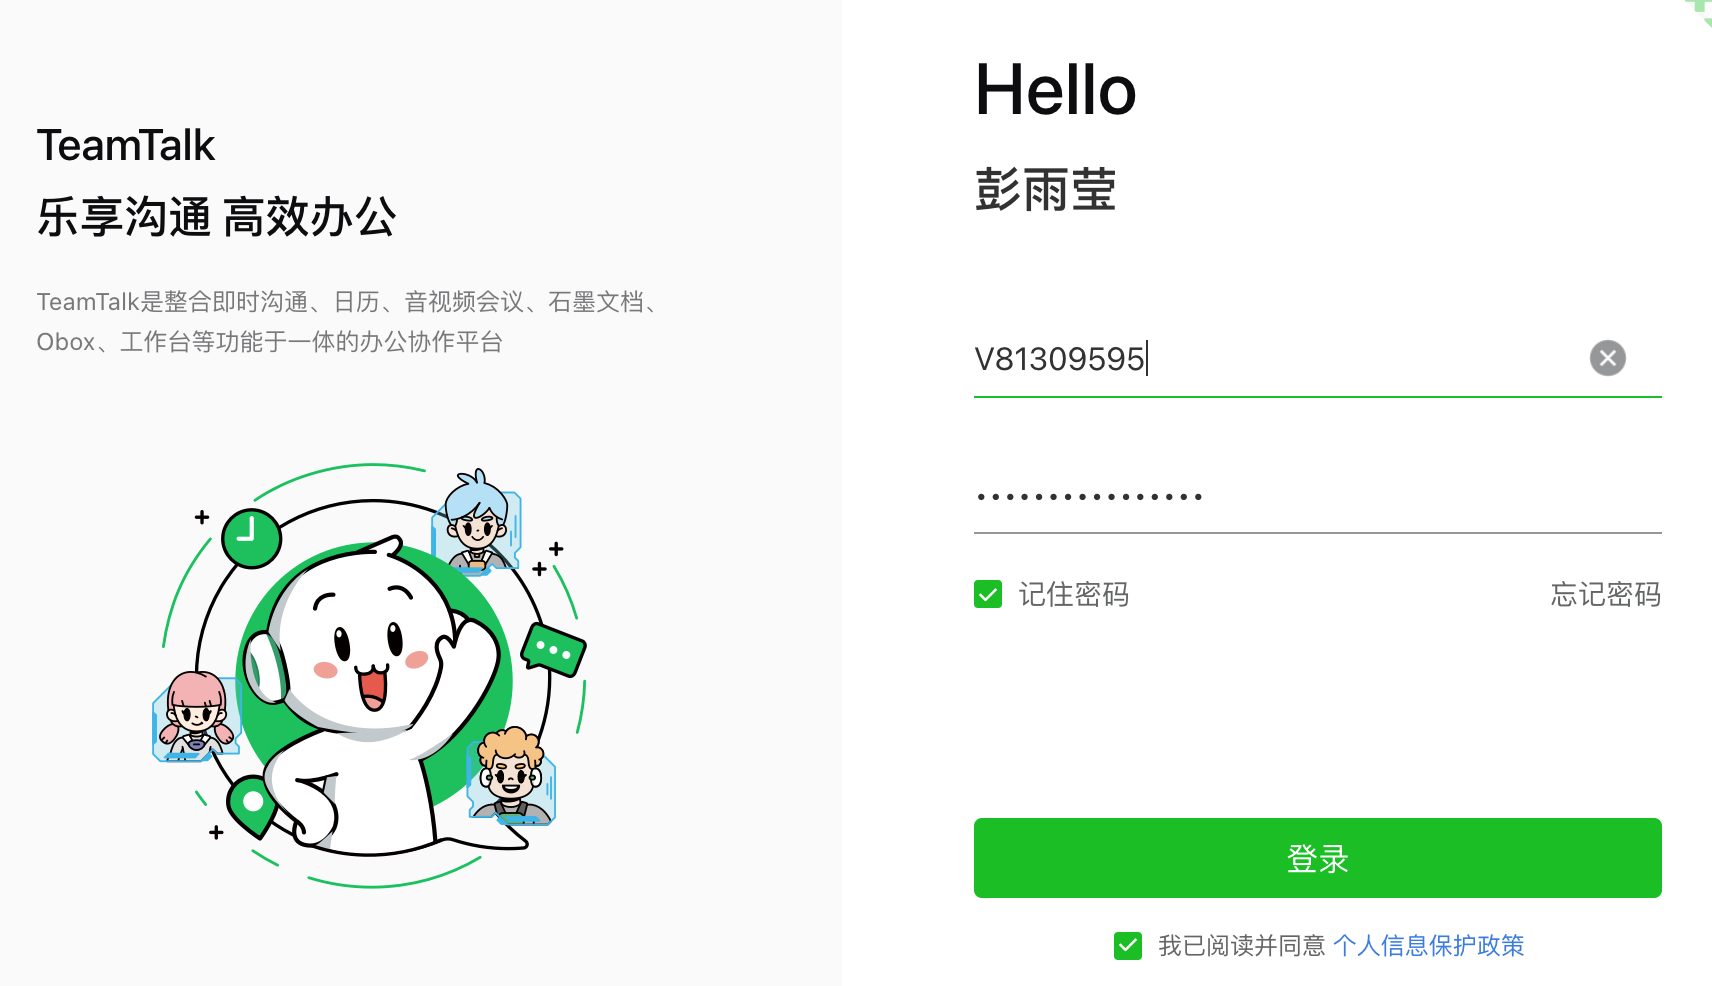 TeamTalk
乐享沟通 高效办公
TeamTalk是整合即时沟通、日历、音视频会议、石墨文档、
Obox、工作台等功能于一体的办公协作平台
Hello
彭雨莹
V81309595
••••••••••••••••
记住密码
忘记密码
登录
我已阅读并同意 个人信息保护政策